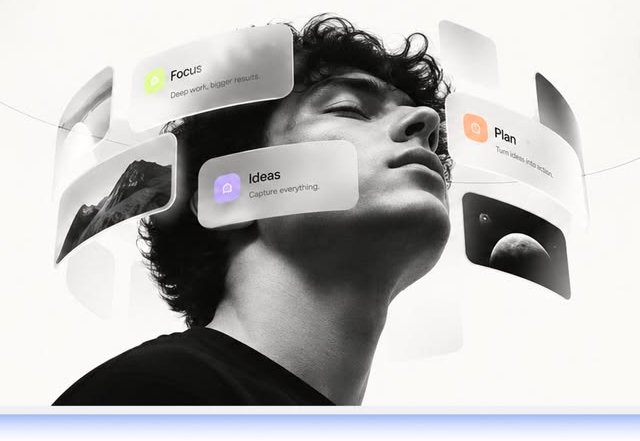 Focus
Deep work, bigger results.
Ideas
Capture everything.
Plan
Turn ideas into action.